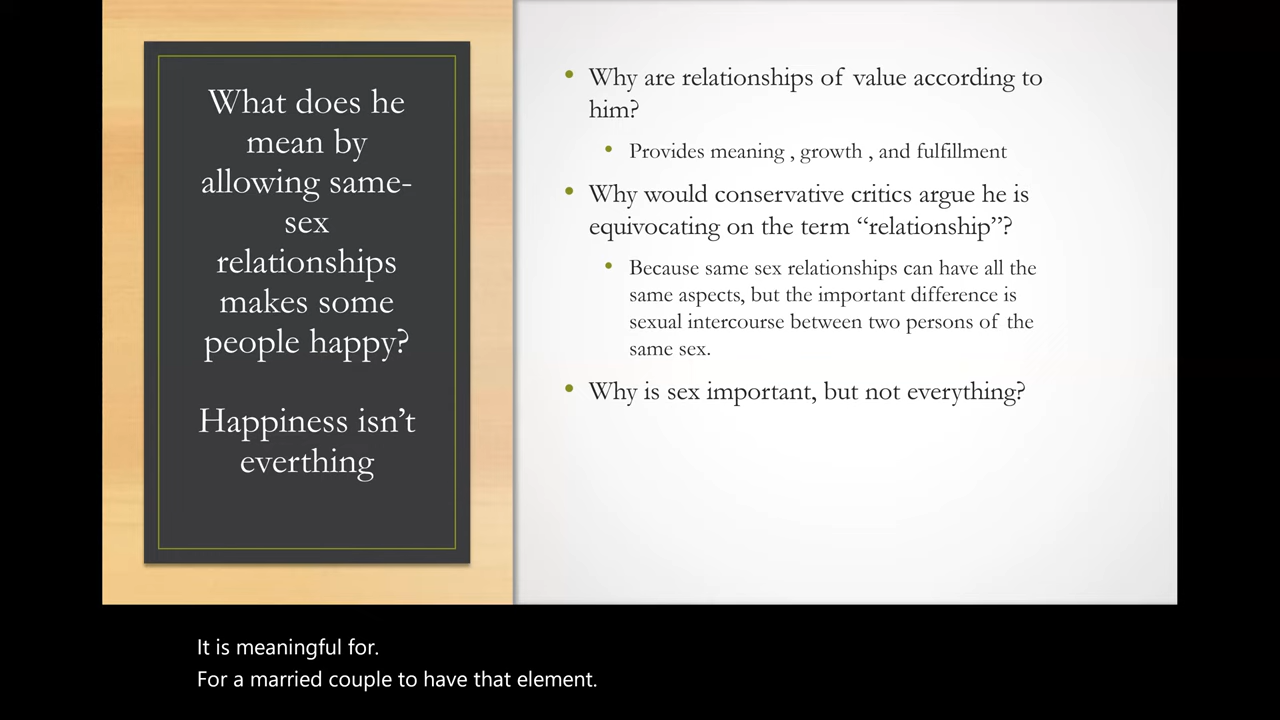 What does he
mean by
allowing same-
sex
relationships
makes some
people happy?
Happiness isn't
everthing
• Why are relationships of value according to
him?
• Provides meaning , growth , and fulfillment
• Why would conservative critics argue he is
equivocating on the term “relationship”?
• Because same sex relationships can have all the
same aspects, but the important difference is
sexual intercourse between two persons of the
same sex.
• Why is sex important, but not everything?
It is meaningful for.
For a married couple to have that element.